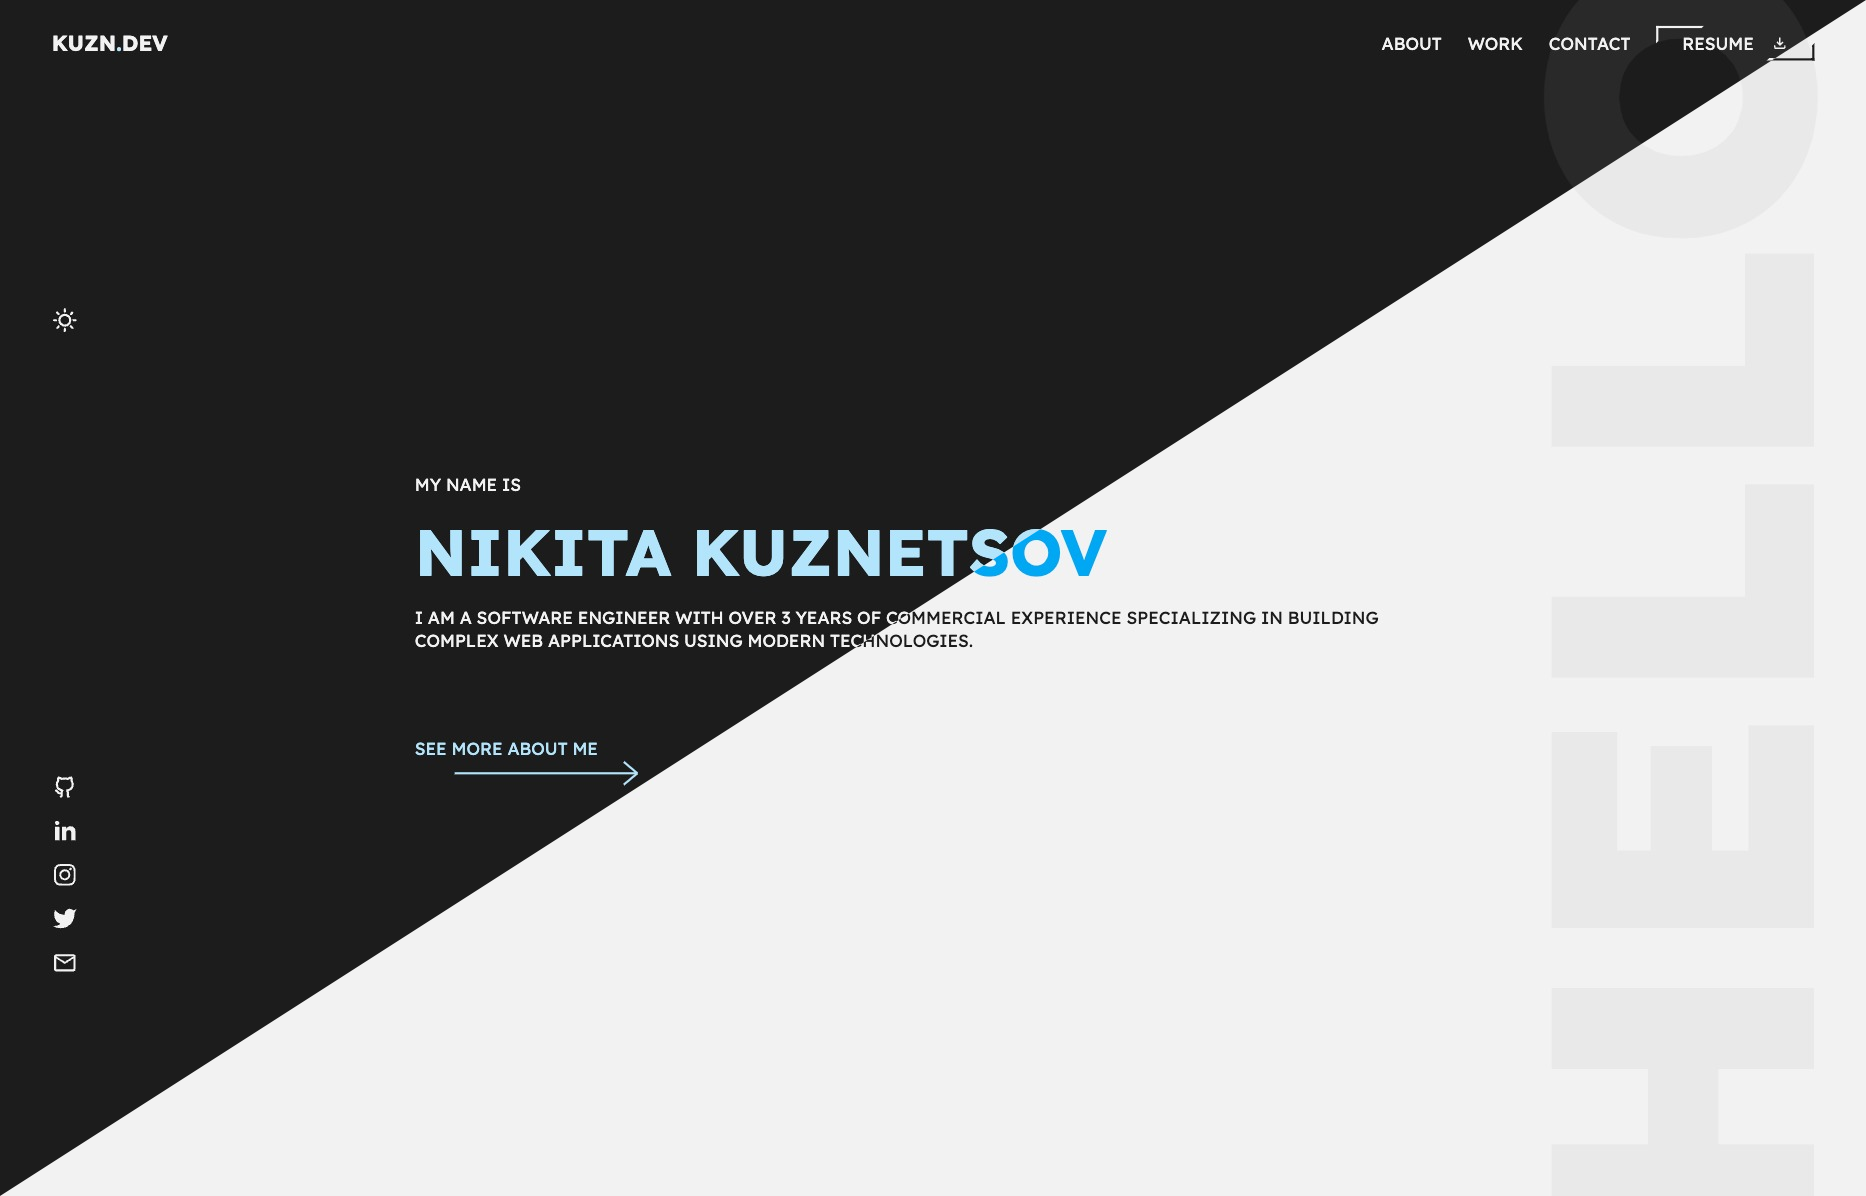 KUZN.DEV
ABOUT WORK CONTACT RESUME
HELLO
MY NAME IS
NIKITA KUZNETSOV
I AM A SOFTWARE ENGINEER WITH OVER 3 YEARS OF COMMERCIAL EXPERIENCE SPECIALIZING IN BUILDING
COMPLEX WEB APPLICATIONS USING MODERN TECHNOLOGIES.
SEE MORE ABOUT ME
in